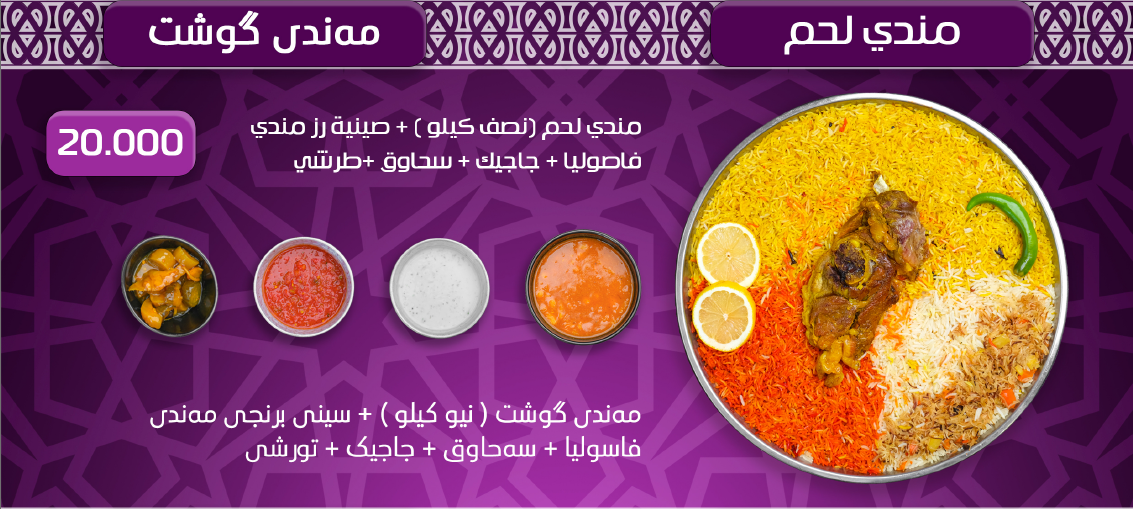 مندي لحم
مەندی گۆشت
مندي لحم (نصف كيلو ) + صينية رز مندي
فاصوليا + جاجيك + سحاوق +طرشي
20.000
مەندی گۆشت ( نیو کیلو ) + سینی برنجی مەندی
فاسولیا + سەحاوق + جاجیک + تورشی